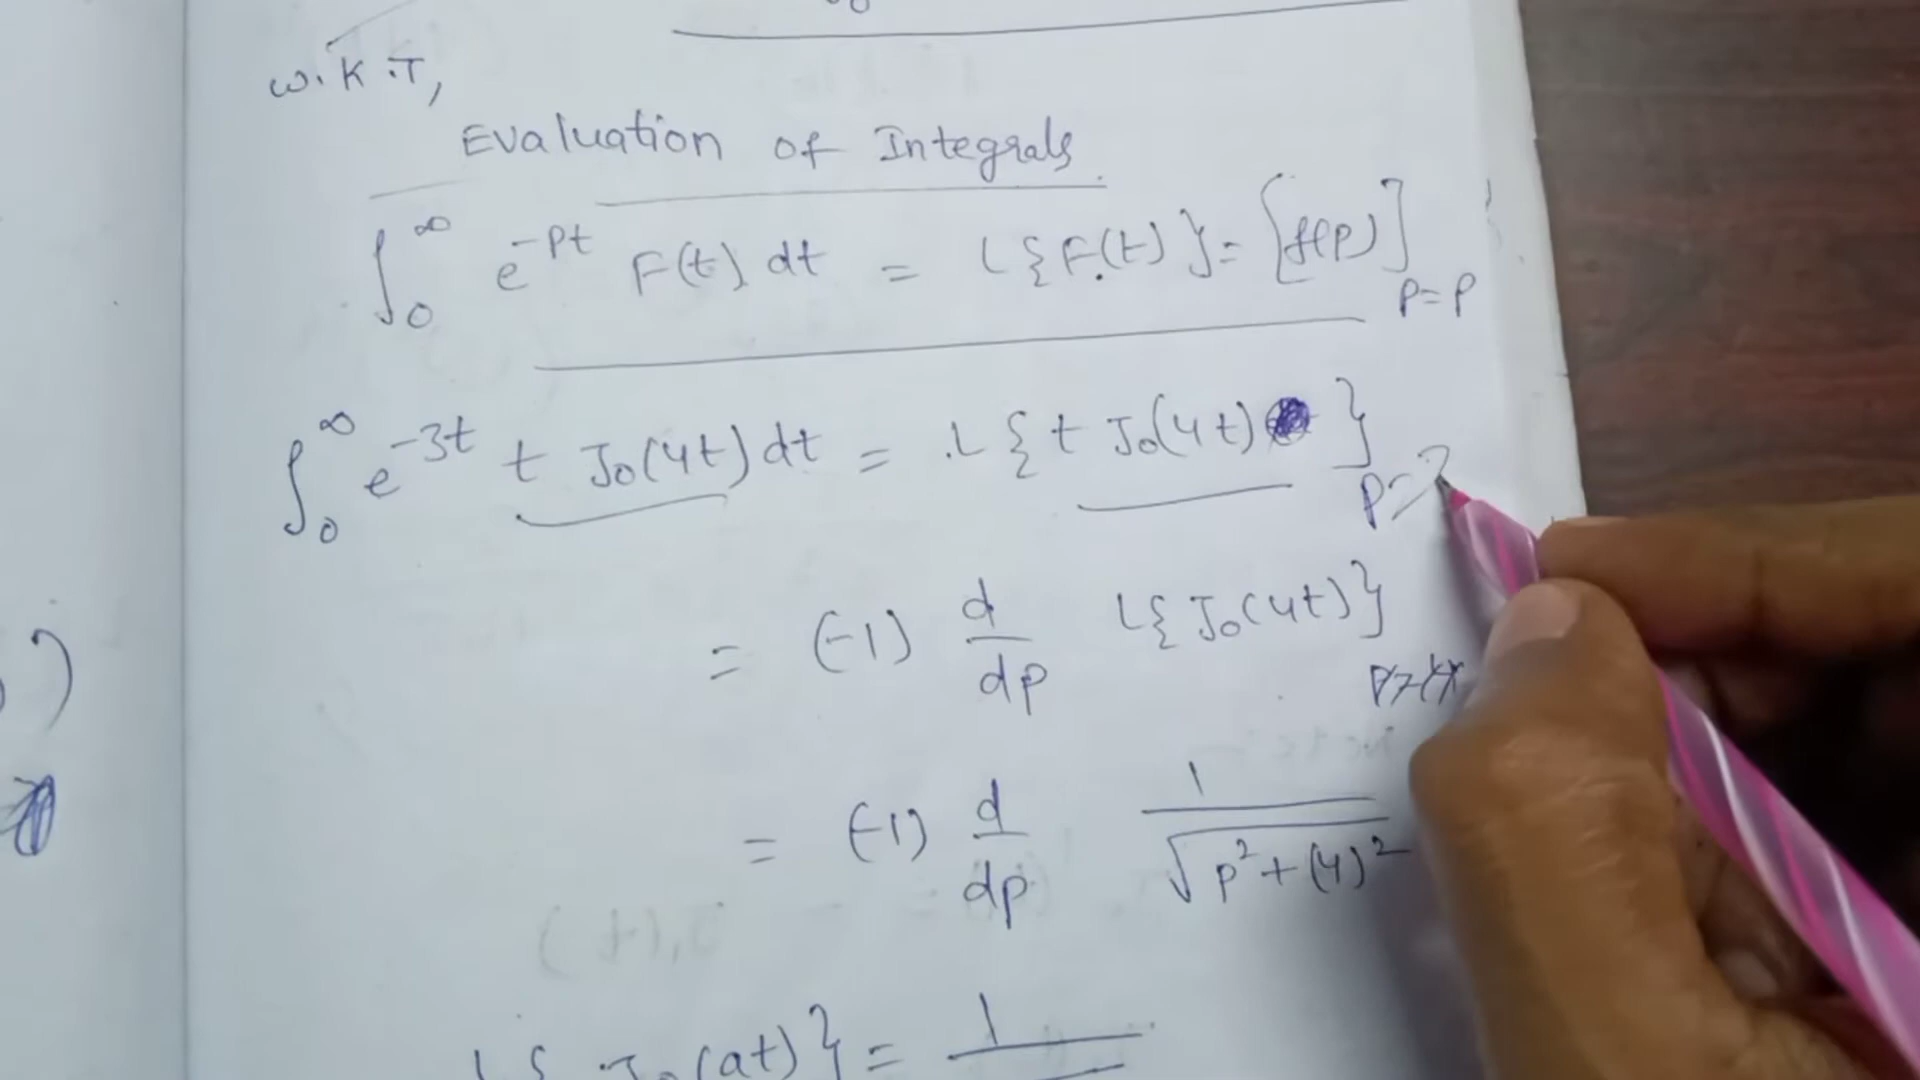 W.K.T,
Evaluation of Integrals
∫₀^∞ e^{-pt} F(t) dt = L{F(t)} = [f(p)]_{p=p}
∫₀^∞ e^{-3t} t J₀(4t) dt = L{t J₀(4t)}_{p=3}
= (-1) d/dp L{J₀(4t)}
= (-1) d/dp 1/√(p²+(4)²)
L{J₀(at)} = 1